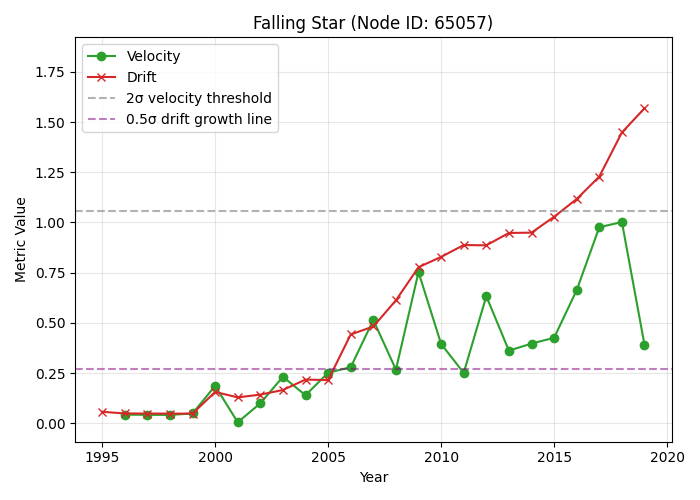 Falling Star (Node ID: 65057)
Velocity
Drift
2σ velocity threshold
0.5σ drift growth line
Metric Value
1.75
1.50
1.25
1.00
0.75
0.50
0.25
0.00
1995 2000 2005 2010 2015 2020
Year